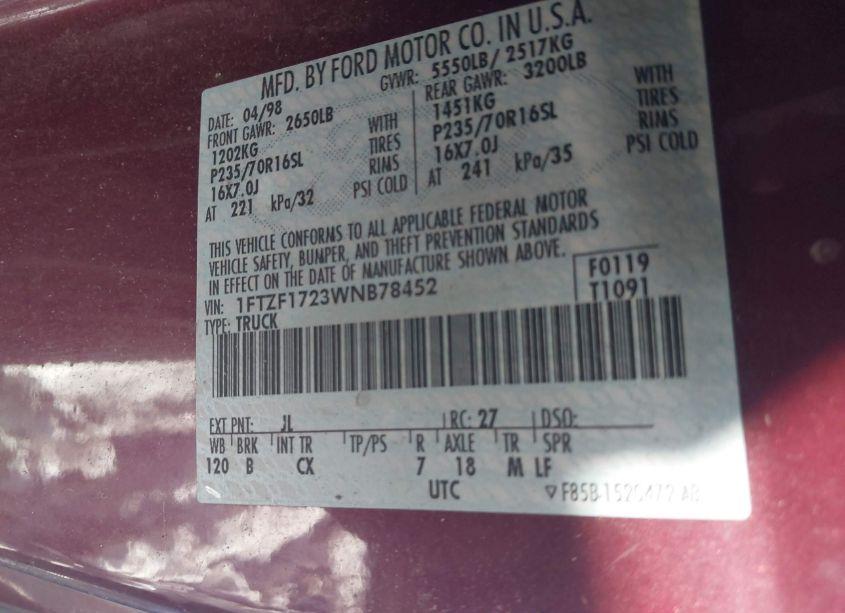 MFD. BY FORD MOTOR CO. IN U.S.A.
DATE: 04/98 GVWR: 5550LB/ 2517KG
FRONT GAWR: 2650LB REAR GAWR: 3200LB
1202KG WITH 1451KG WITH
P235/70R16SL TIRES P235/70R16SL TIRES
16X7.0J RIMS 16X7.0J RIMS
AT 221 kPa/32 PSI COLD AT 241 kPa/35 PSI COLD
THIS VEHICLE CONFORMS TO ALL APPLICABLE FEDERAL MOTOR
VEHICLE SAFETY, BUMPER, AND THEFT PREVENTION STANDARDS
IN EFFECT ON THE DATE OF MANUFACTURE SHOWN ABOVE.
VIN: 1FTZF1723WNB78452 F0119
TYPE: TRUCK T1091
EXT PNT: JL RC: 27 DSO:
WB BRK INT TR TP/PS R AXLE TR SPR
120 B CX 7 18 M LF
UTC